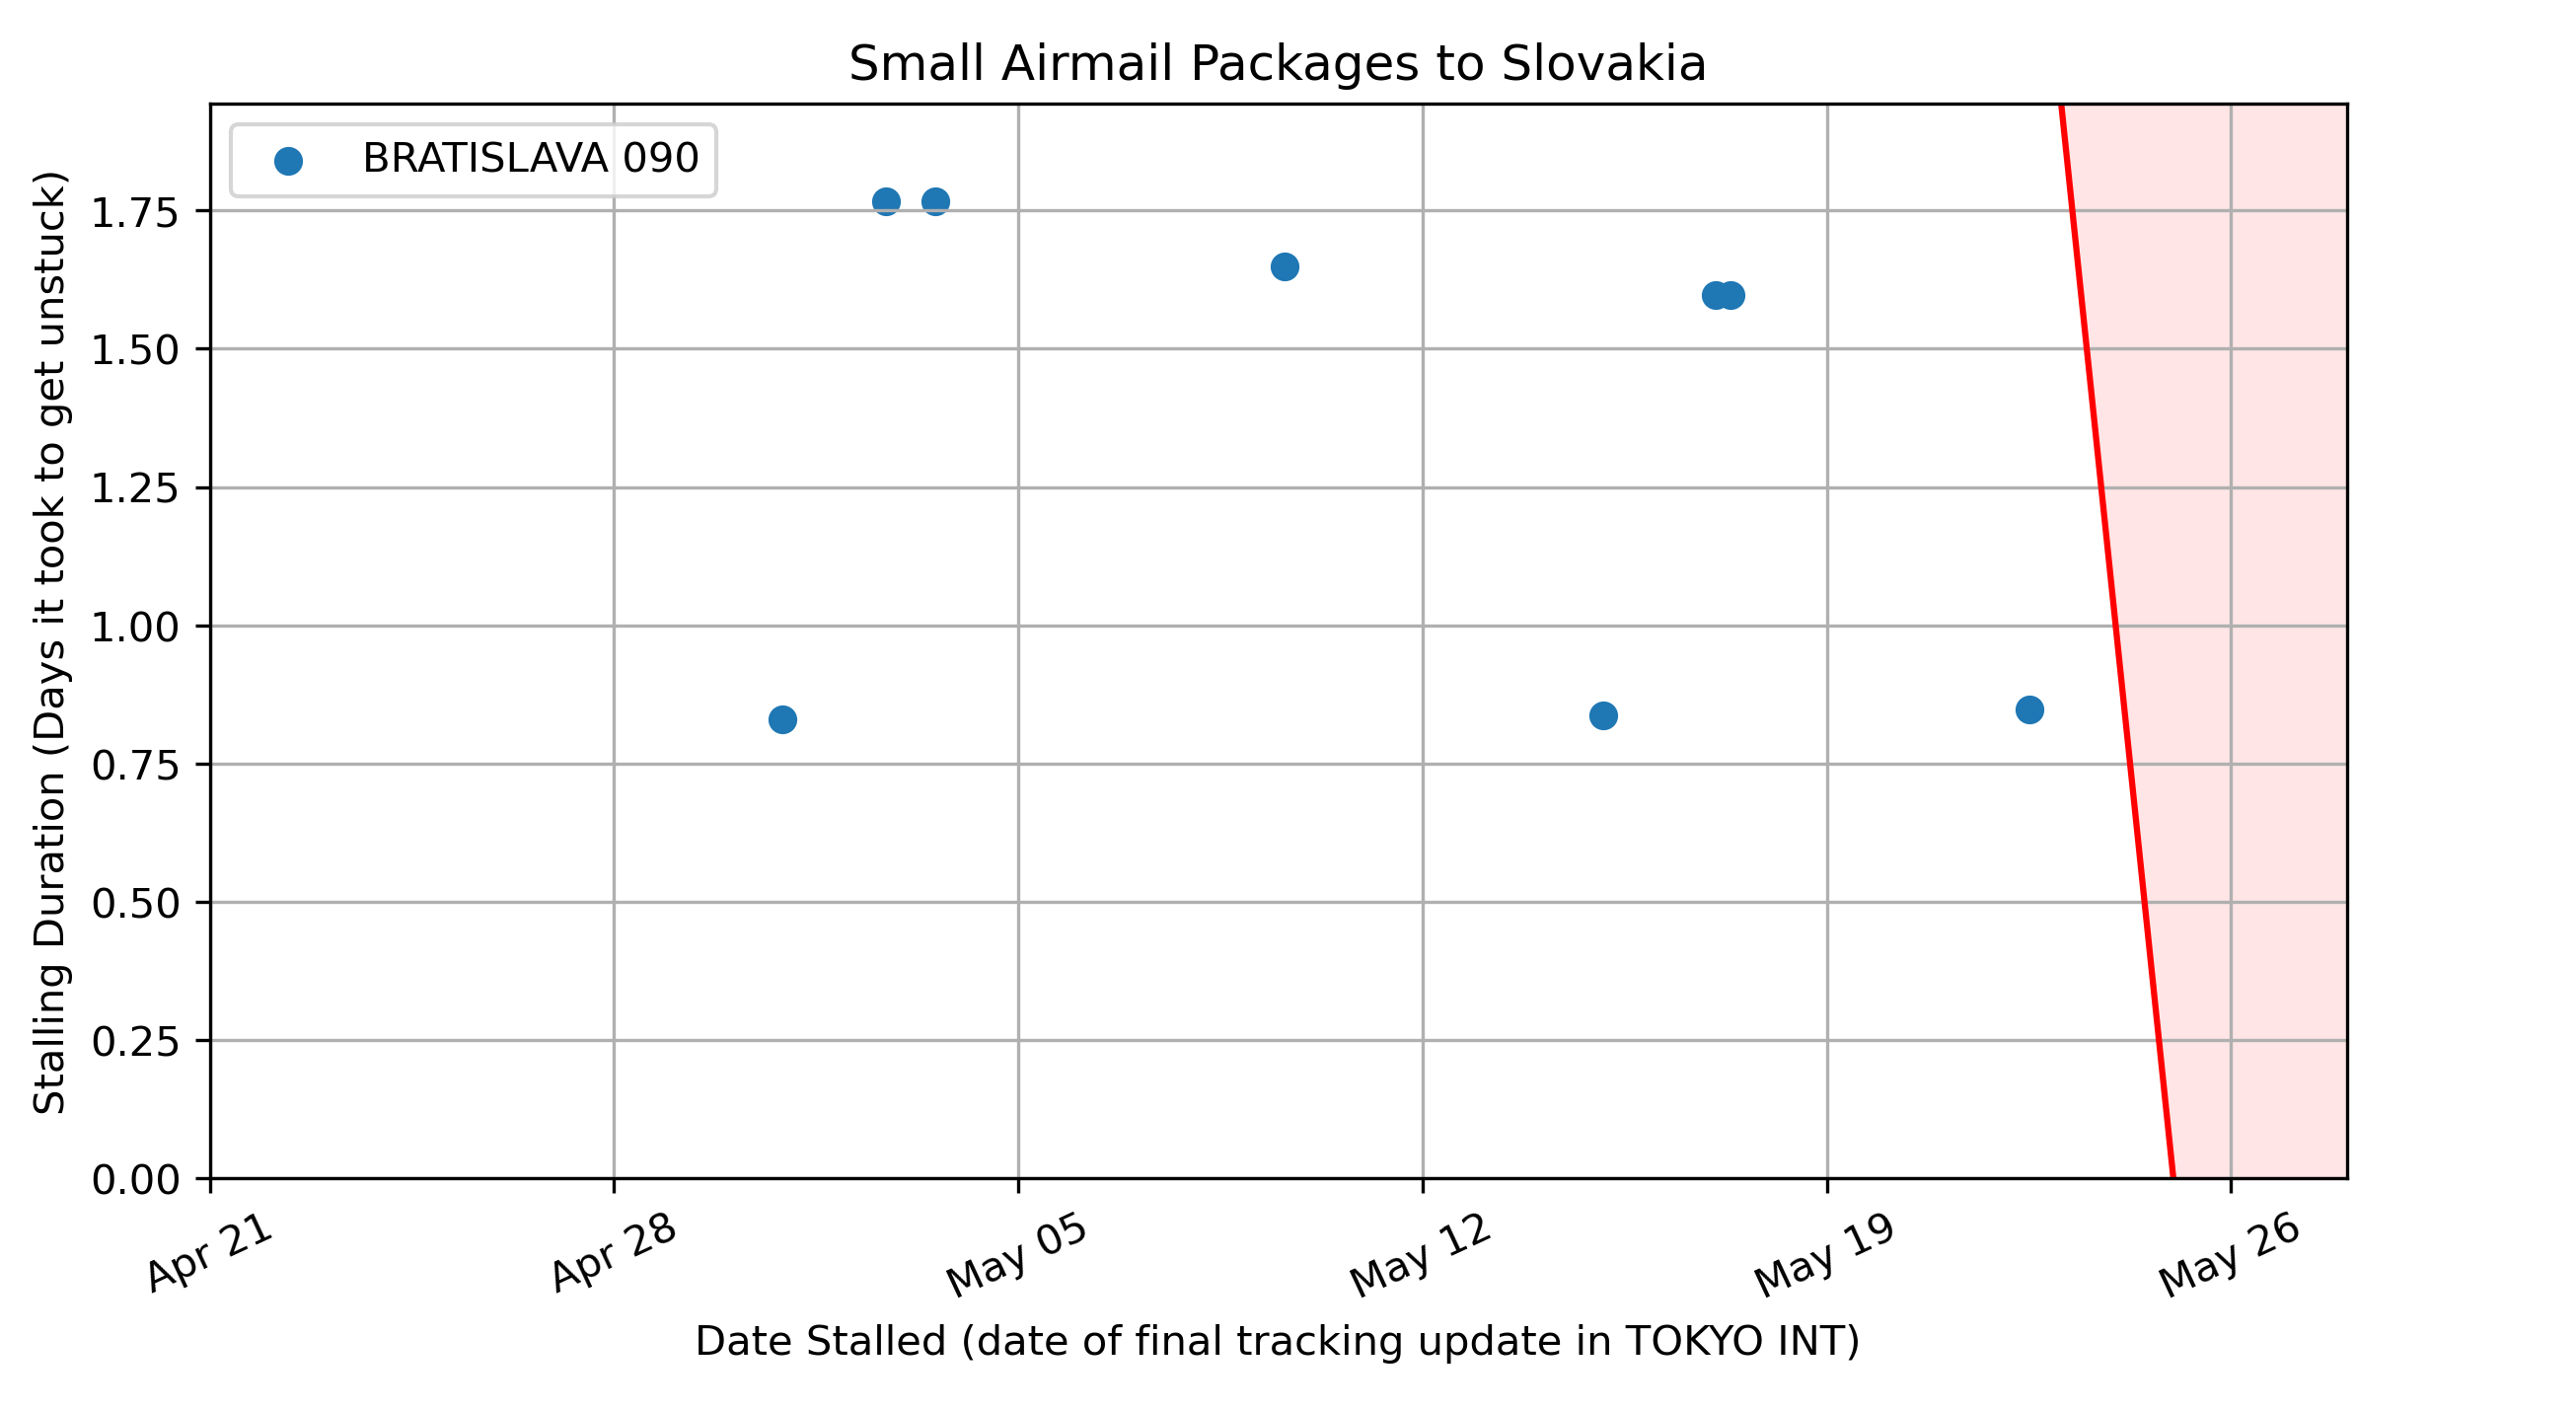 Small Airmail Packages to Slovakia
BRATISLAVA 090
Stalling Duration (Days it took to get unstuck)
1.75
1.50
1.25
1.00
0.75
0.50
0.25
0.00
Apr 21
Apr 28
May 05
May 12
May 19
May 26
Date Stalled (date of final tracking update in TOKYO INT)